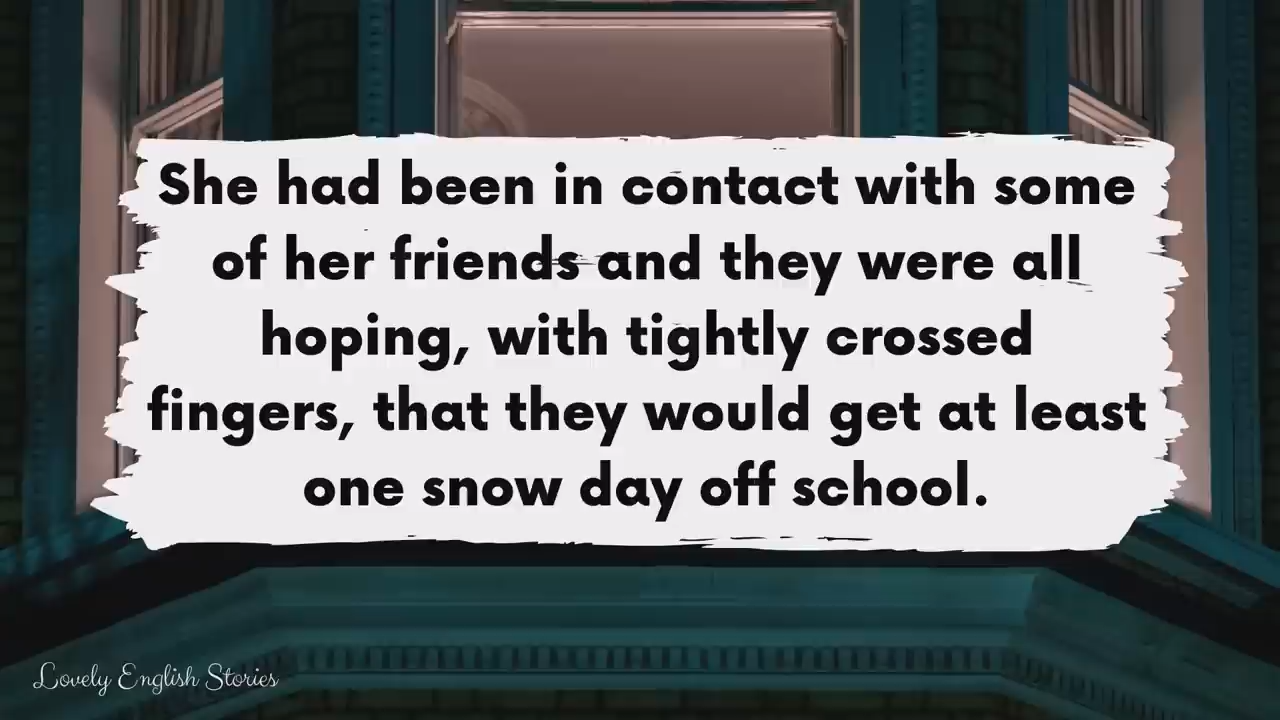 She had been in contact with some
of her friends and they were all
hoping, with tightly crossed
fingers, that they would get at least
one snow day off school.
Lovely English Stories